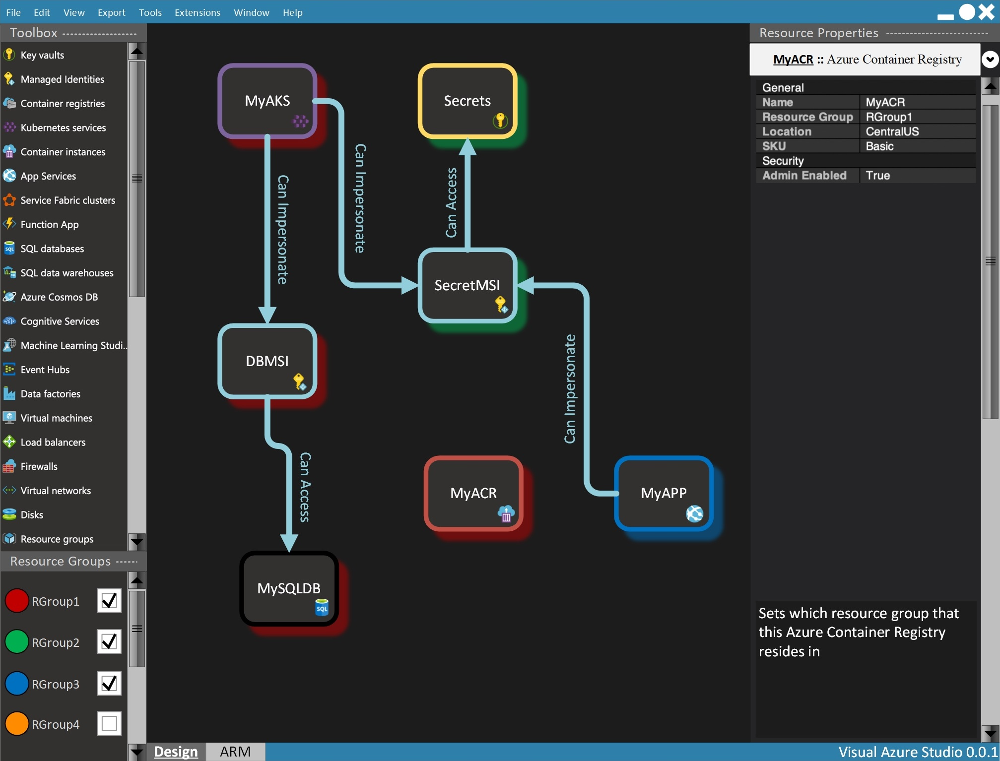 File Edit View Export Tools Extensions Window Help
Toolbox
Key vaults
Managed Identities
Container registries
Kubernetes services
Container instances
App Services
Service Fabric clusters
Function App
SQL databases
SQL data warehouses
Azure Cosmos DB
Cognitive Services
Machine Learning Studi..
Event Hubs
Data factories
Virtual machines
Load balancers
Firewalls
Virtual networks
Disks
Resource groups
Resource Groups
RGroup1
RGroup2
RGroup3
RGroup4
MyAKS
Secrets
Can Impersonate
Can Impersonate
Can Access
SecretMSI
DBMSI
Can Impersonate
Can Access
MyACR
MyAPP
MySQLDB
SQL
Design ARM
Resource Properties
MyACR :: Azure Container Registry
General
Name MyACR
Resource Group RGroup1
Location CentralUS
SKU Basic
Security
Admin Enabled True
Sets which resource group that
this Azure Container Registry
resides in
Visual Azure Studio 0.0.1